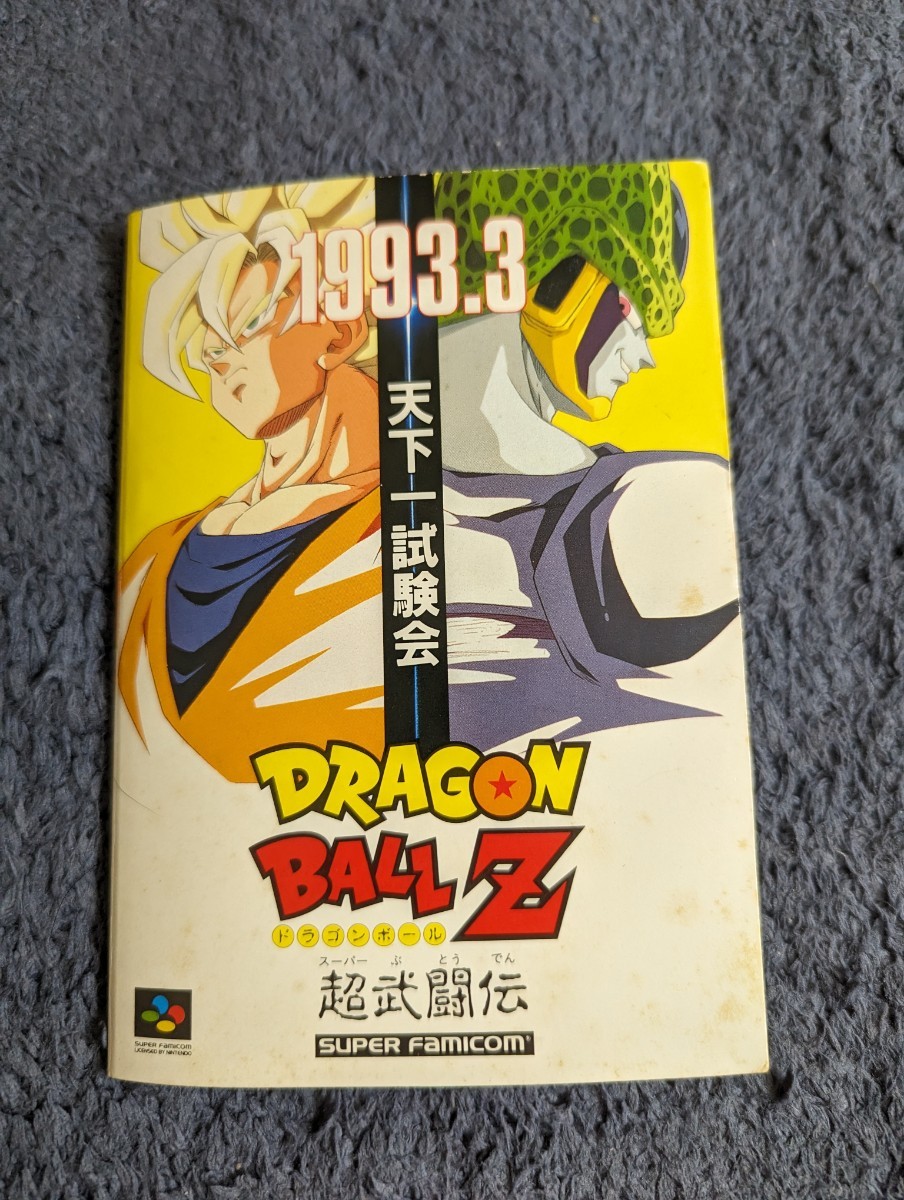 1993.3
天下一試験会
DRAGON
BALL Z
ドラゴンボール
スーパー ぶ とう でん
超武闘伝
SUPER FAMICOM
SUPER FAMICOM
LICENSED BY NINTENDO